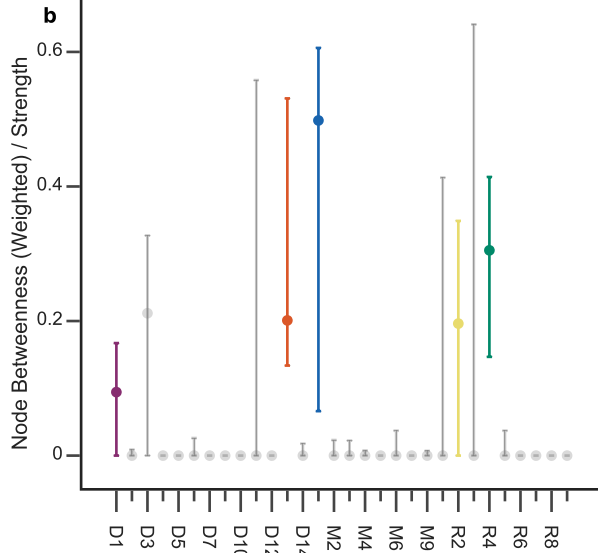 b
Node Betweenness (Weighted) / Strength
0.6
0.4
0.2
0
D1
D3
D5
D7
D10
D12
D14
M2
M4
M6
M9
R2
R4
R6
R8